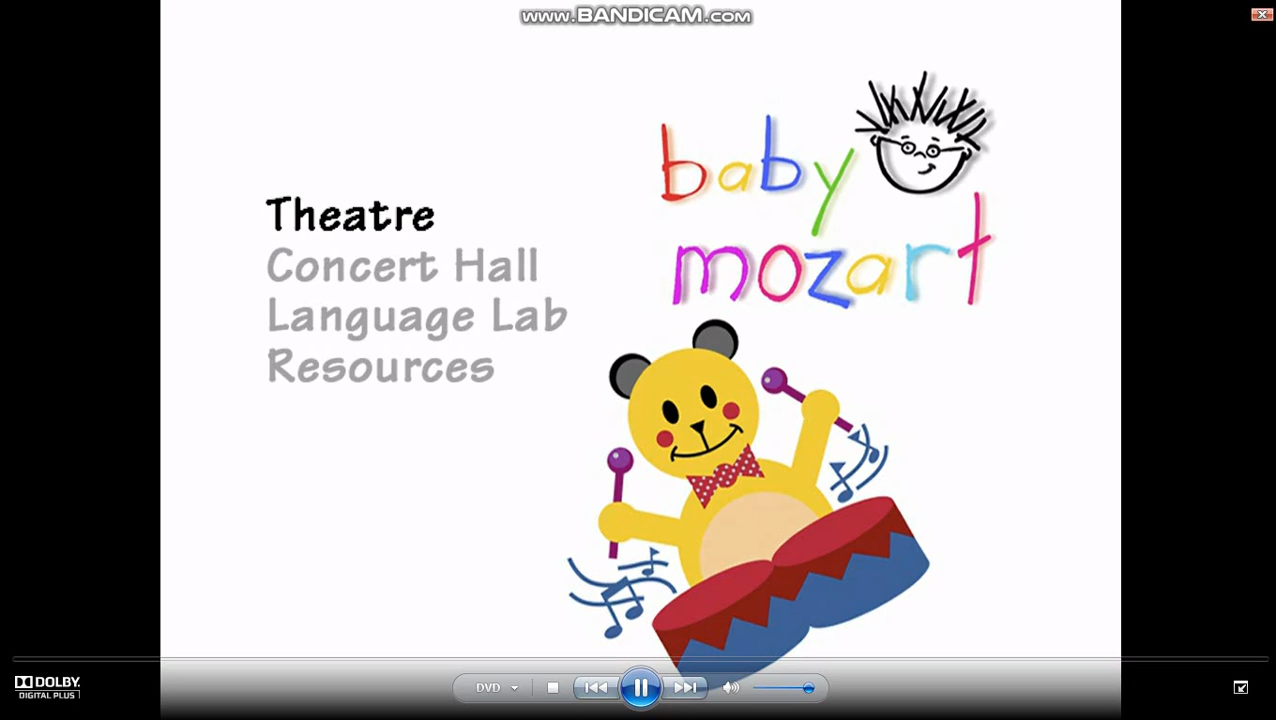 www.BANDICAM.com
baby
mozart
Theatre
Concert Hall
Language Lab
Resources
DOLBY
DIGITAL PLUS
DVD